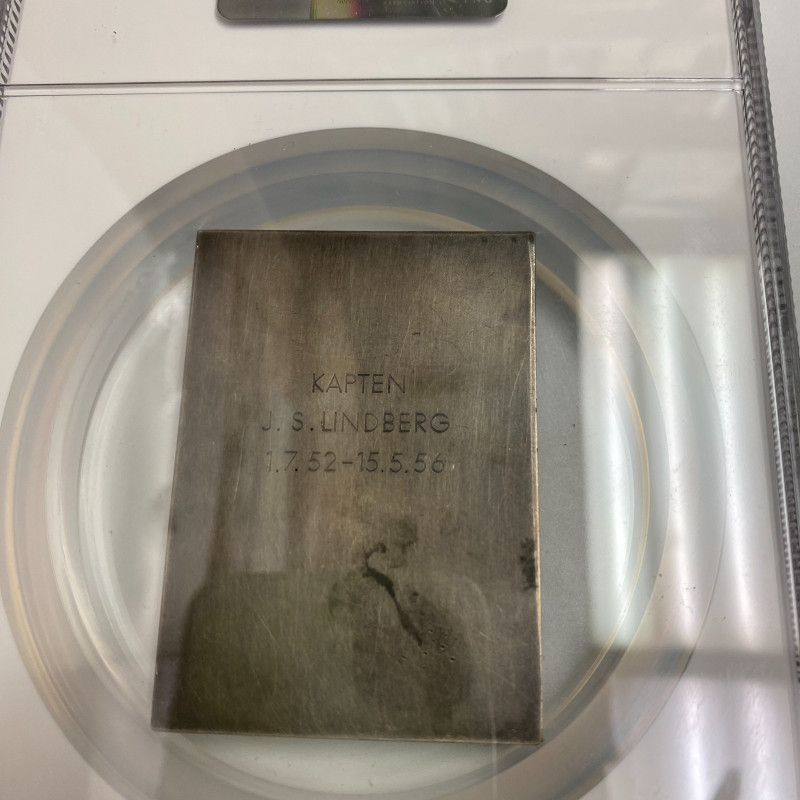 KAPTEN
J. S. LINDBERG
1.7.52-15.5.56